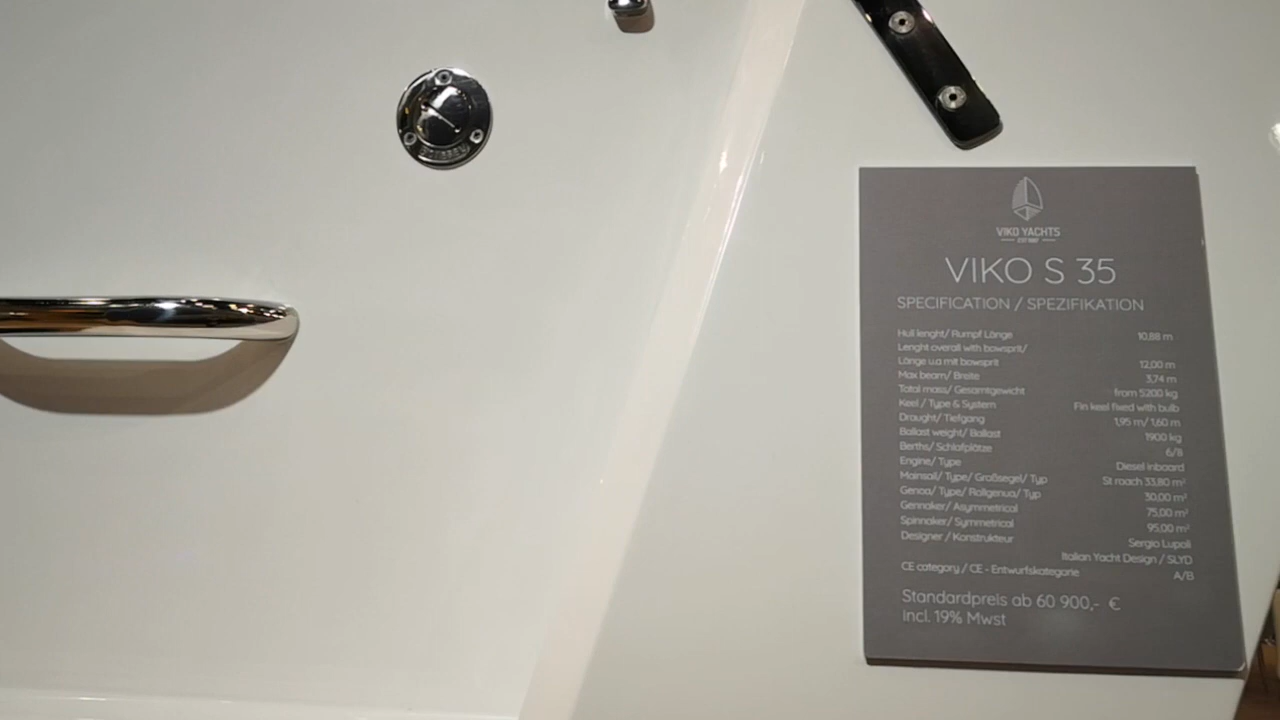 VIKO YACHTS
VIKO S 35
SPECIFICATION / SPEZIFIKATION
Hull lenght/ Rumpf Länge 10,88 m
Lenght overall with bowsprit/
Länge u.a mit bowsprit 12,00 m
Max beam/ Breite 3,74 m
Total mass/ Gesamtgewicht from 5200 kg
Keel / Type & System Fin keel fixed with bulb
Draught/ Tiefgang 1,95 m/ 1,60 m
Ballast weight/ Ballast 1900 kg
Berths/ Schlafplätze 6/8
Engine/ Type Diesel inboard
Mainsail/ Type/ Großsegel/ Typ St roach 33,80 m²
Genoa/ Type/ Rollgenua/ Typ 30,00 m²
Gennaker/ Asymmetrical 75,00 m²
Spinnaker/ Symmetrical 95,00 m²
Designer / Konstrukteur Sergio Lupoli
Italian Yacht Design / SLYD
CE category / CE - Entwurfskategorie A/B
Standardpreis ab 60 900,- €
incl. 19% Mwst